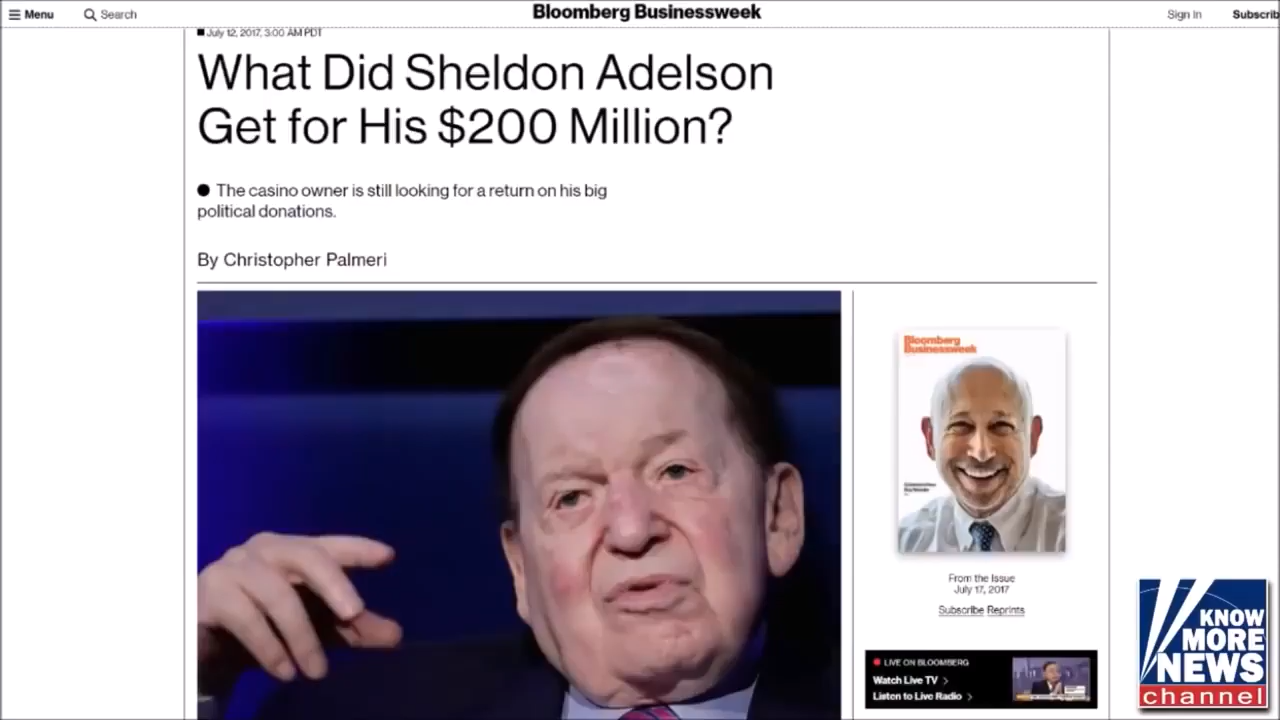 Menu
Search
Bloomberg Businessweek
Sign In
Subscrib
July 12, 2017, 3:00 AM PDT
What Did Sheldon Adelson
Get for His $200 Million?
The casino owner is still looking for a return on his big
political donations.
By Christopher Palmeri
Bloomberg
Businessweek
From the Issue
July 17, 2017
Subscribe Reprints
LIVE ON BLOOMBERG
Watch Live TV
Listen to Live Radio
KNOW
MORE
NEWS
channel